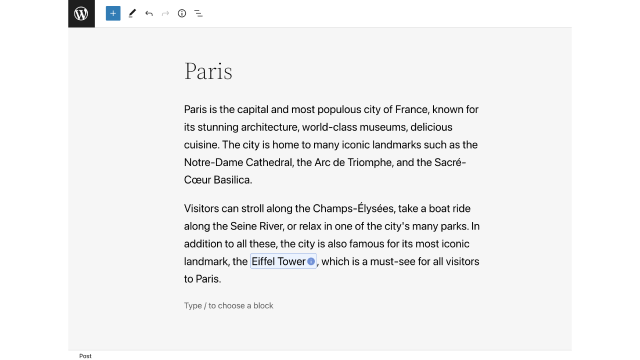 Paris
Paris is the capital and most populous city of France, known for
its stunning architecture, world-class museums, delicious
cuisine. The city is home to many iconic landmarks such as the
Notre-Dame Cathedral, the Arc de Triomphe, and the Sacré-
Cœur Basilica.
Visitors can stroll along the Champs-Élysées, take a boat ride
along the Seine River, or relax in one of the city's many parks. In
addition to all these, the city is also famous for its most iconic
landmark, the Eiffel Tower, which is a must-see for all visitors
to Paris.
Type / to choose a block
Post